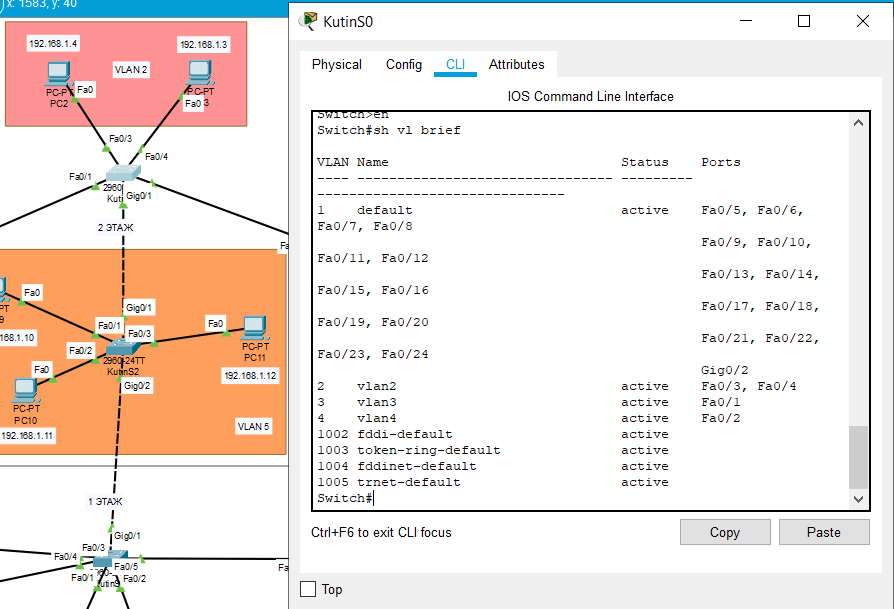 x: 1583, y: 40
192.168.1.4
192.168.1.3
VLAN 2
PC-PT
PC2
Fa0
PC-PT
3
Fa0
Fa0/3
Fa0/4
Fa0/1
2960
Kuti
Gig0/1
2 ЭТАЖ
Fa
Fa0
PT
9
168.1.10
Gig0/1
Fa0/1
Fa0/3
Fa0
PC-PT
PC11
192.168.1.12
Fa0/2
2960-24TT
KutinS2
Gig0/2
Fa0
PC-PT
PC10
192.168.1.11
VLAN 5
1 ЭТАЖ
Gig0/1
Fa0/3
Fa0/4
Fa0/5
Fa0/1
Fa0/2
Fa
KutinS0
Physical Config CLI Attributes
IOS Command Line Interface
Switch>en
Switch#sh vl brief
VLAN Name Status Ports
---- -------------------------------- ---------
-------------------------------
1 default active Fa0/5, Fa0/6,
Fa0/7, Fa0/8
Fa0/9, Fa0/10,
Fa0/11, Fa0/12
Fa0/13, Fa0/14,
Fa0/15, Fa0/16
Fa0/17, Fa0/18,
Fa0/19, Fa0/20
Fa0/21, Fa0/22,
Fa0/23, Fa0/24
Gig0/2
2 vlan2 active Fa0/3, Fa0/4
3 vlan3 active Fa0/1
4 vlan4 active Fa0/2
1002 fddi-default active
1003 token-ring-default active
1004 fddinet-default active
1005 trnet-default active
Switch#
Ctrl+F6 to exit CLI focus
Copy
Paste
Top